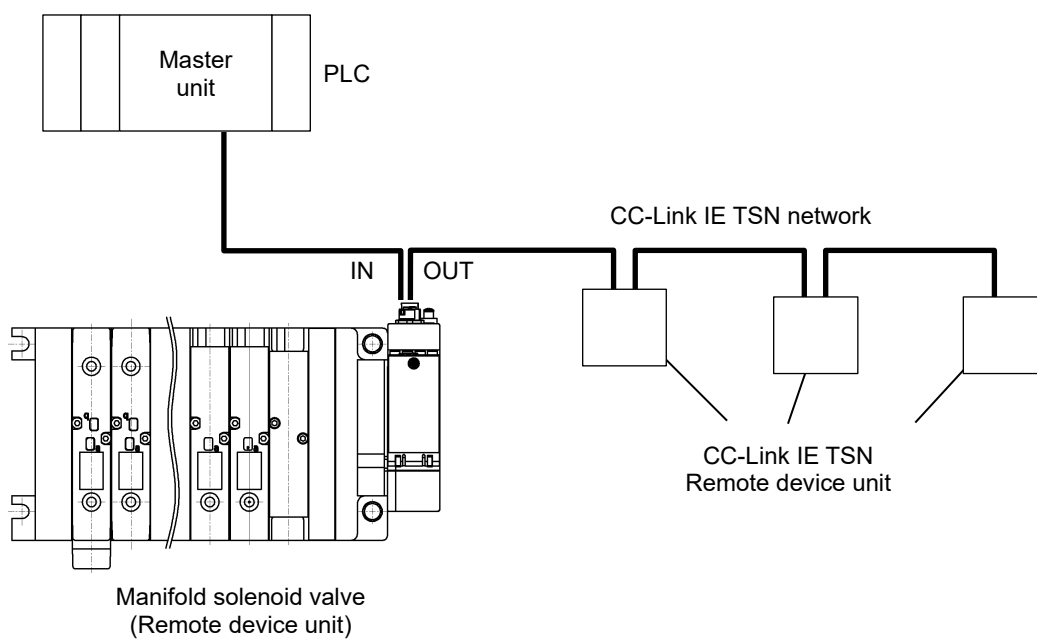 Master
unit
PLC
CC-Link IE TSN network
IN
OUT
CC-Link IE TSN
Remote device unit
Manifold solenoid valve
(Remote device unit)